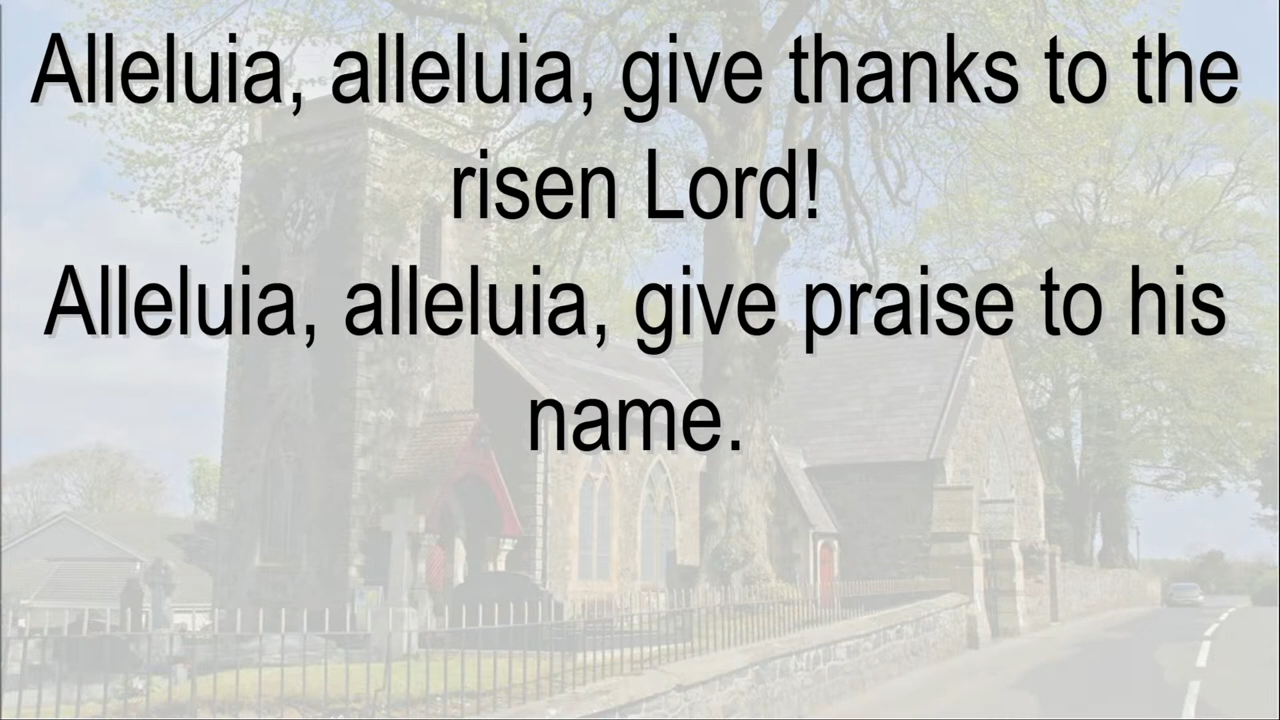 Alleluia, alleluia, give thanks to the
risen Lord!
Alleluia, alleluia, give praise to his
name.